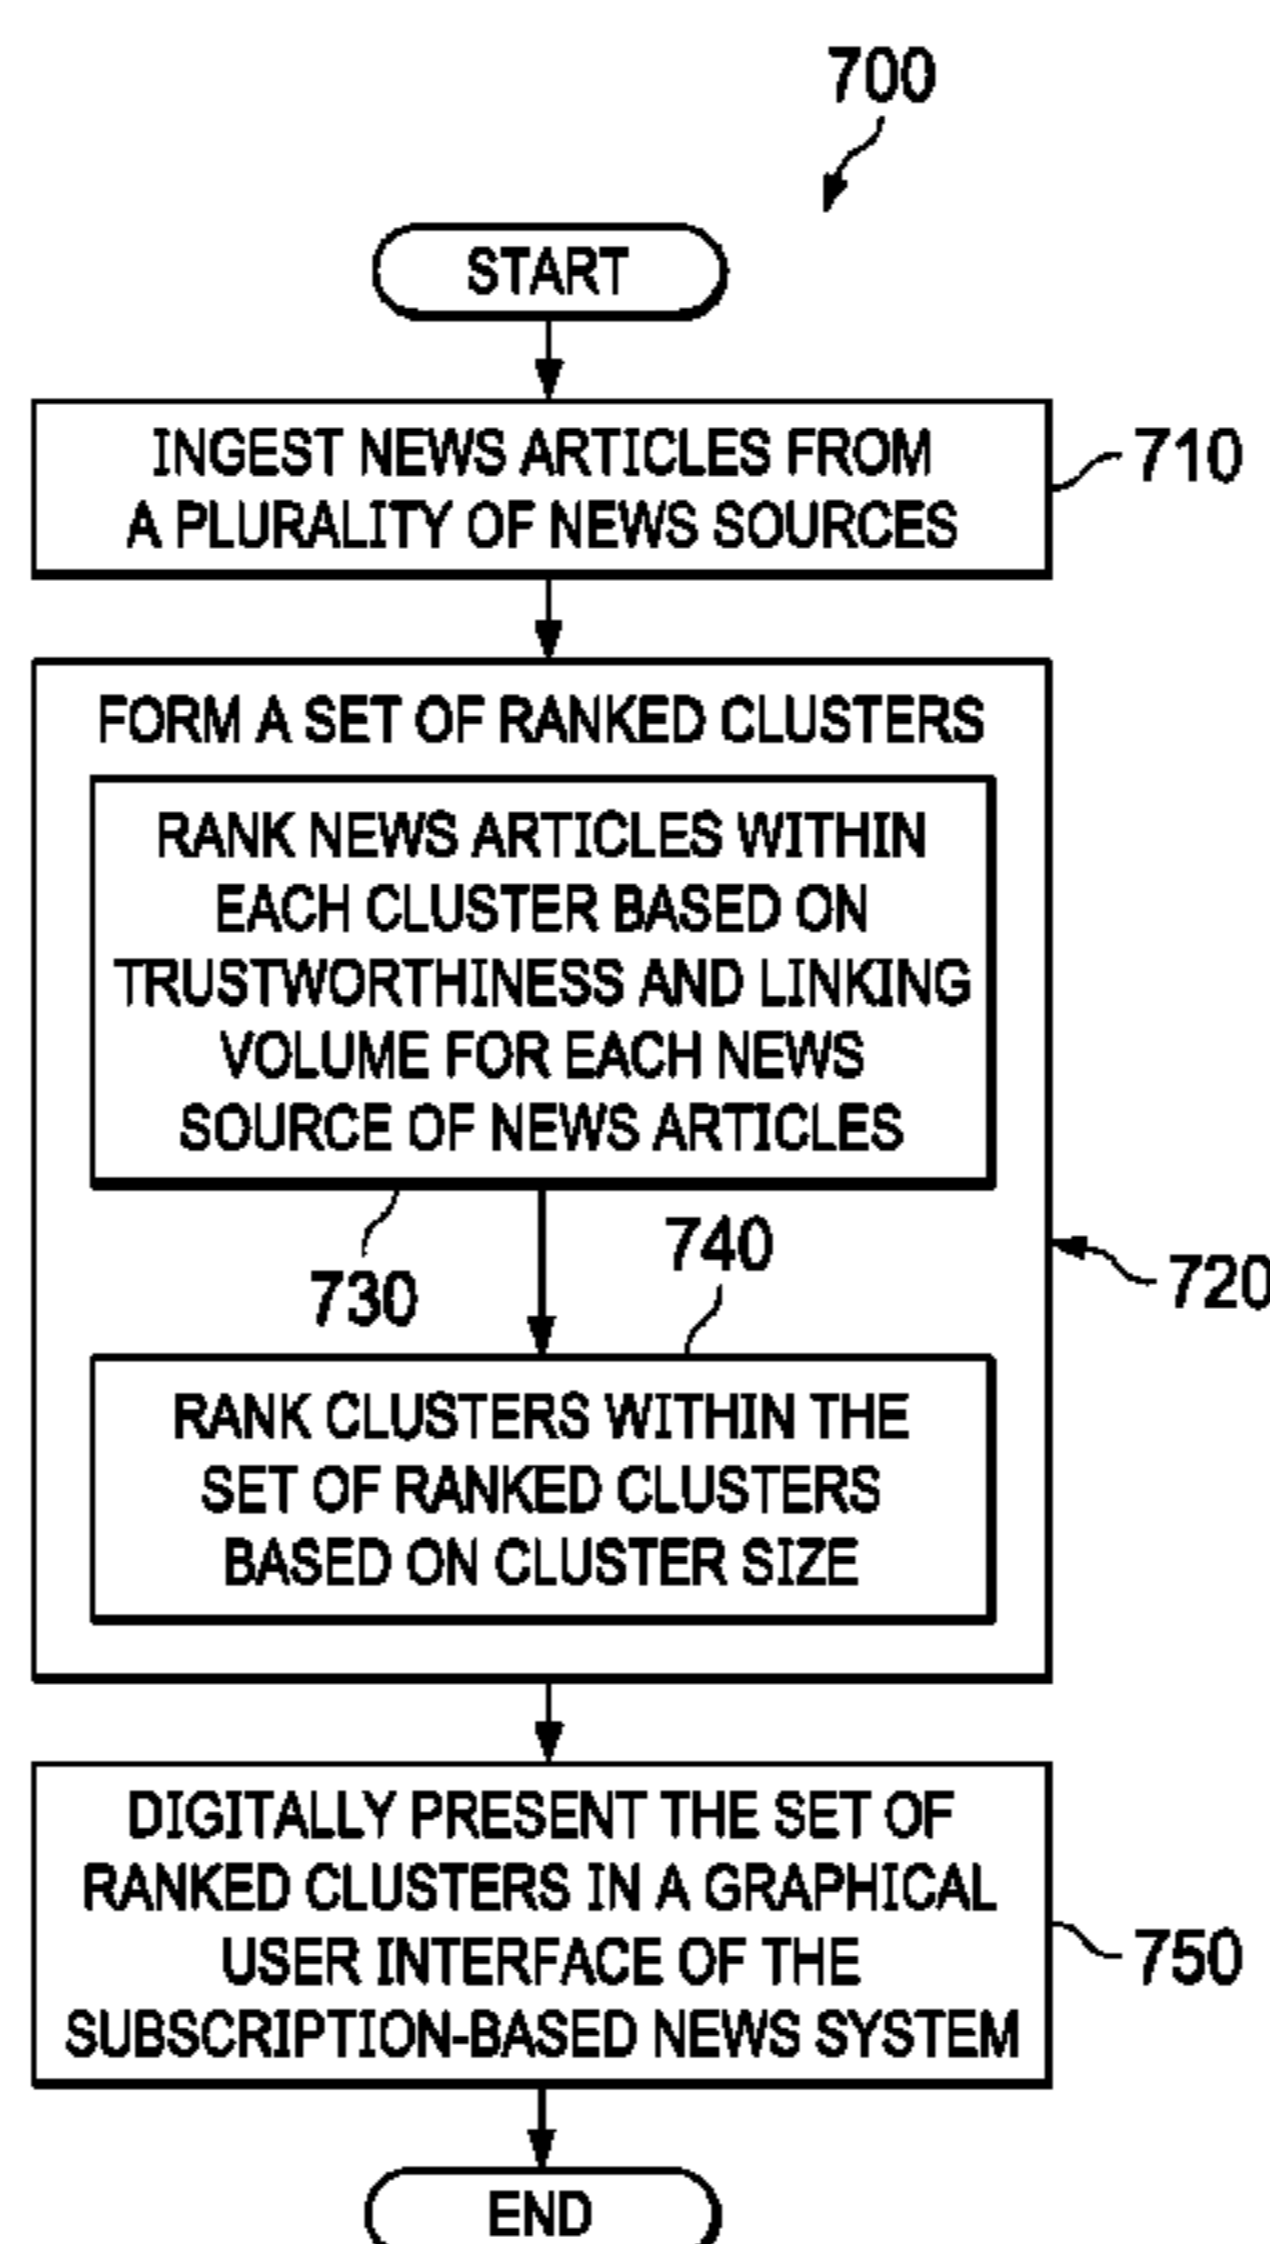 700
START
INGEST NEWS ARTICLES FROM
A PLURALITY OF NEWS SOURCES
710
FORM A SET OF RANKED CLUSTERS
RANK NEWS ARTICLES WITHIN
EACH CLUSTER BASED ON
TRUSTWORTHINESS AND LINKING
VOLUME FOR EACH NEWS
SOURCE OF NEWS ARTICLES
730
740
720
RANK CLUSTERS WITHIN THE
SET OF RANKED CLUSTERS
BASED ON CLUSTER SIZE
DIGITALLY PRESENT THE SET OF
RANKED CLUSTERS IN A GRAPHICAL
USER INTERFACE OF THE
SUBSCRIPTION-BASED NEWS SYSTEM
750
END